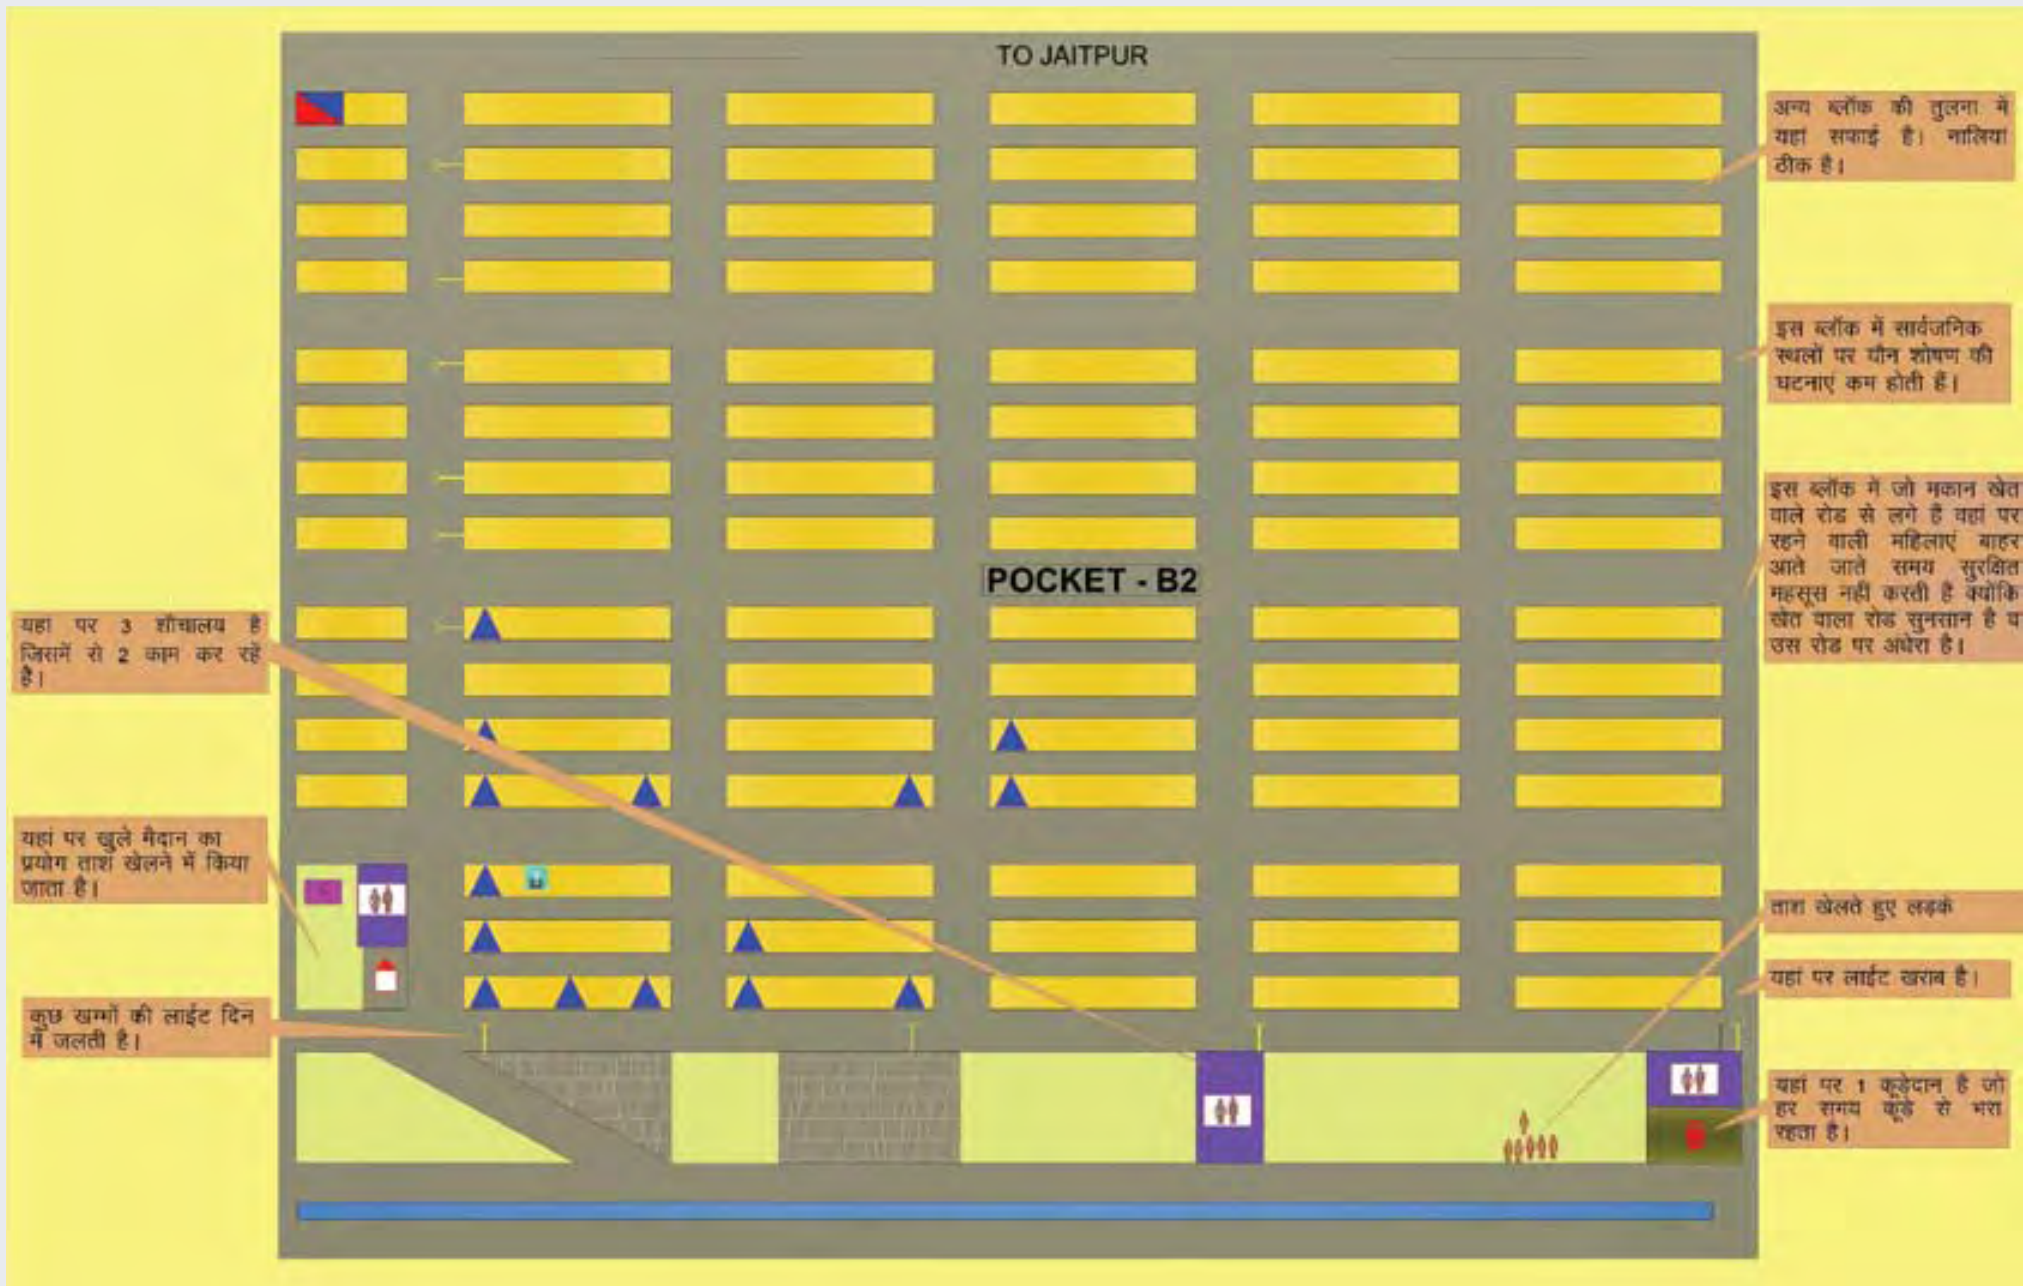 TO JAITPUR
अन्य ब्लॉक की तुलना में
यहां सफाई है। नालियां
ठीक है।
इस ब्लॉक में सार्वजनिक
स्थलों पर यौन शोषण की
घटनाएं कम होती हैं।
इस ब्लॉक में जो मकान खेत
वाले रोड से लगे है वहां पर
रहने वाली महिलाएं बाहर
आते जाते समय सुरक्षित
महसूस नहीं करती है क्योंकि
खेत वाला रोड सुनसान है व
उस रोड पर अंधेरा है।
POCKET - B2
यहां पर 3 शौचालय है
जिसमें से 2 काम कर रहें
है।
यहां पर खुले मैदान का
प्रयोग ताश खेलने में किया
जाता है।
कुछ खम्भों की लाईट दिन
में जलती है।
ताश खेलते हुए लड़के
यहां पर लाईट खराब है।
यहां पर 1 कूड़ेदान है जो
हर समय कूड़े से भरा
रहता है।